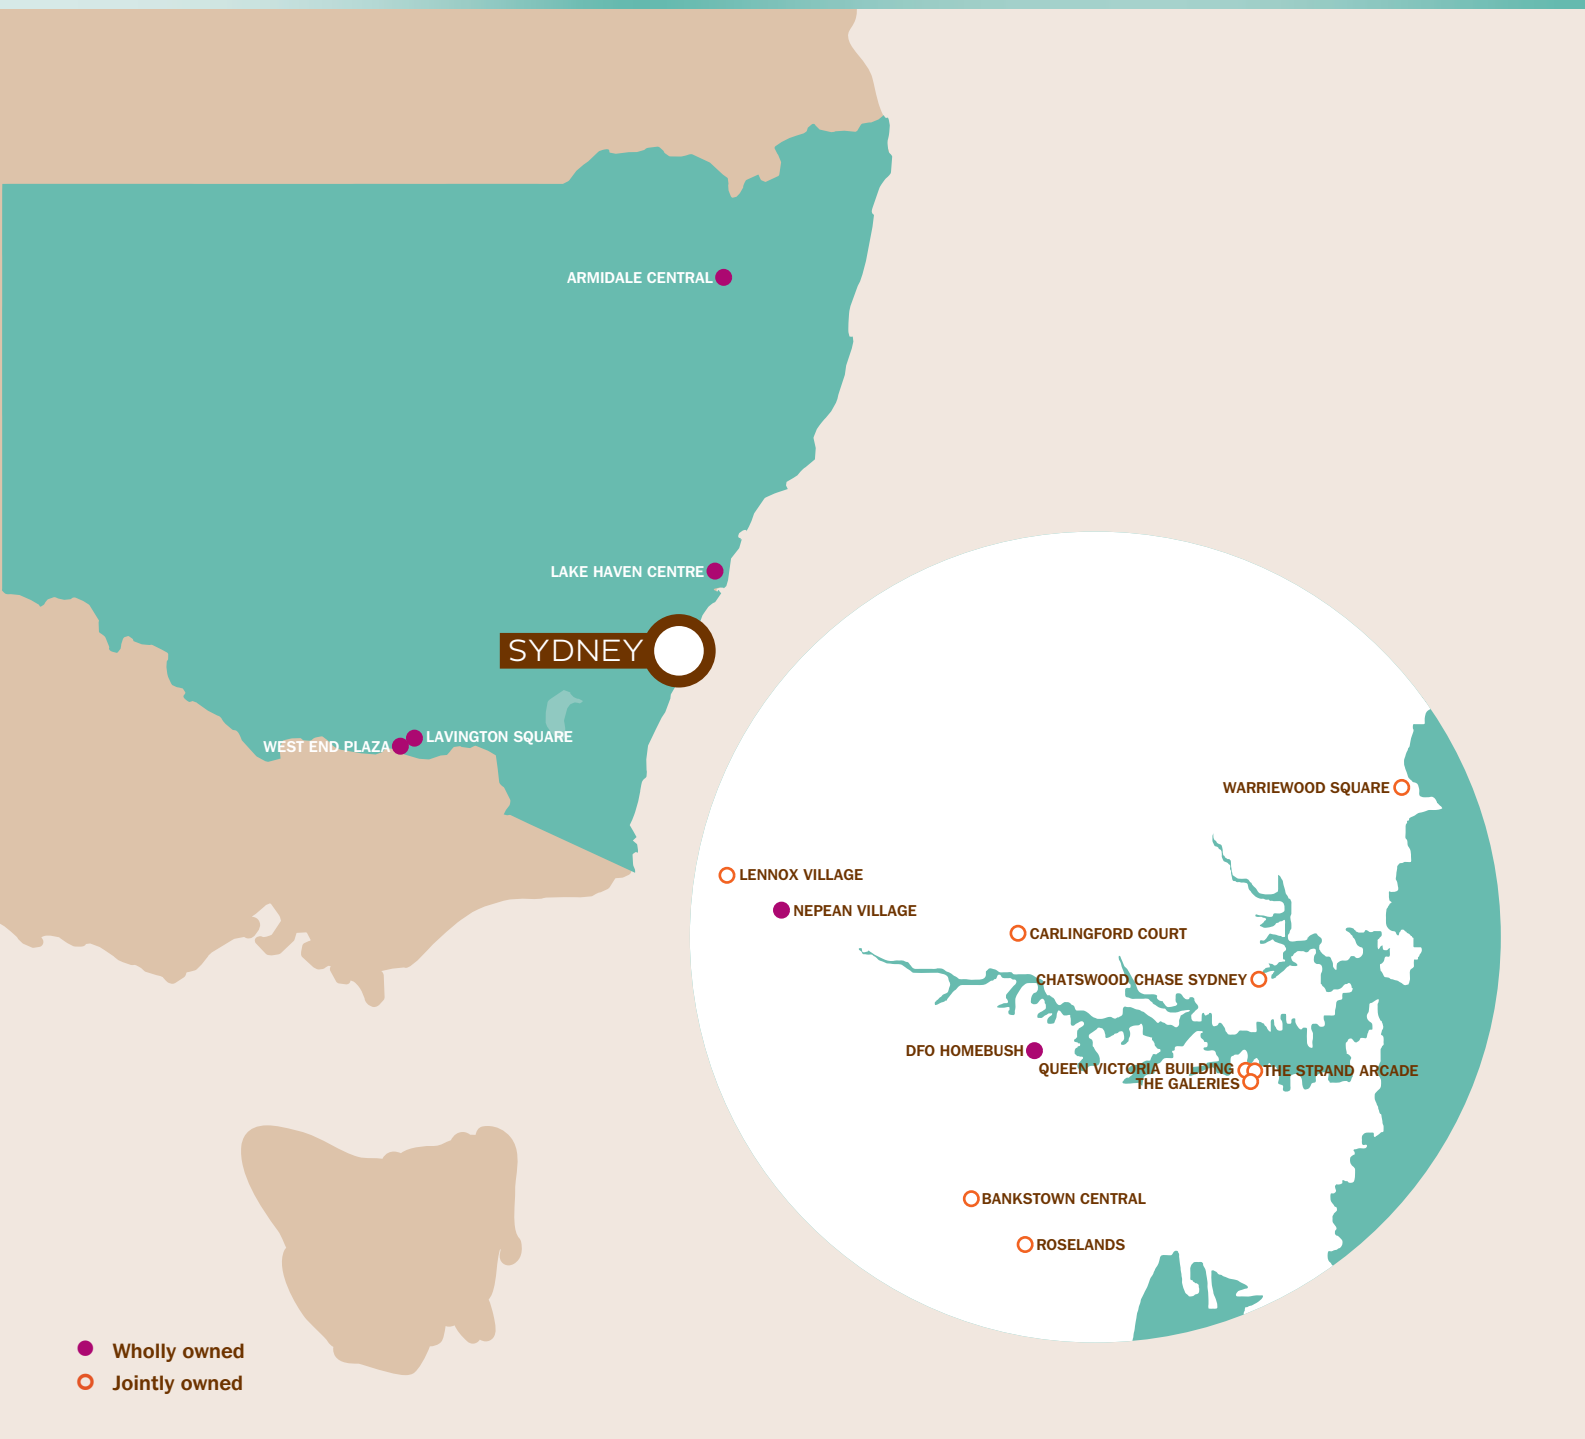 ARMIDALE CENTRAL
LAKE HAVEN CENTRE
SYDNEY
LAVINGTON SQUARE
WEST END PLAZA
WARRIEWOOD SQUARE
LENNOX VILLAGE
NEPEAN VILLAGE
CARLINGFORD COURT
CHATSWOOD CHASE SYDNEY
DFO HOMEBUSH
QUEEN VICTORIA BUILDING
THE STRAND ARCADE
THE GALERIES
BANKSTOWN CENTRAL
ROSELANDS
Wholly owned
Jointly owned